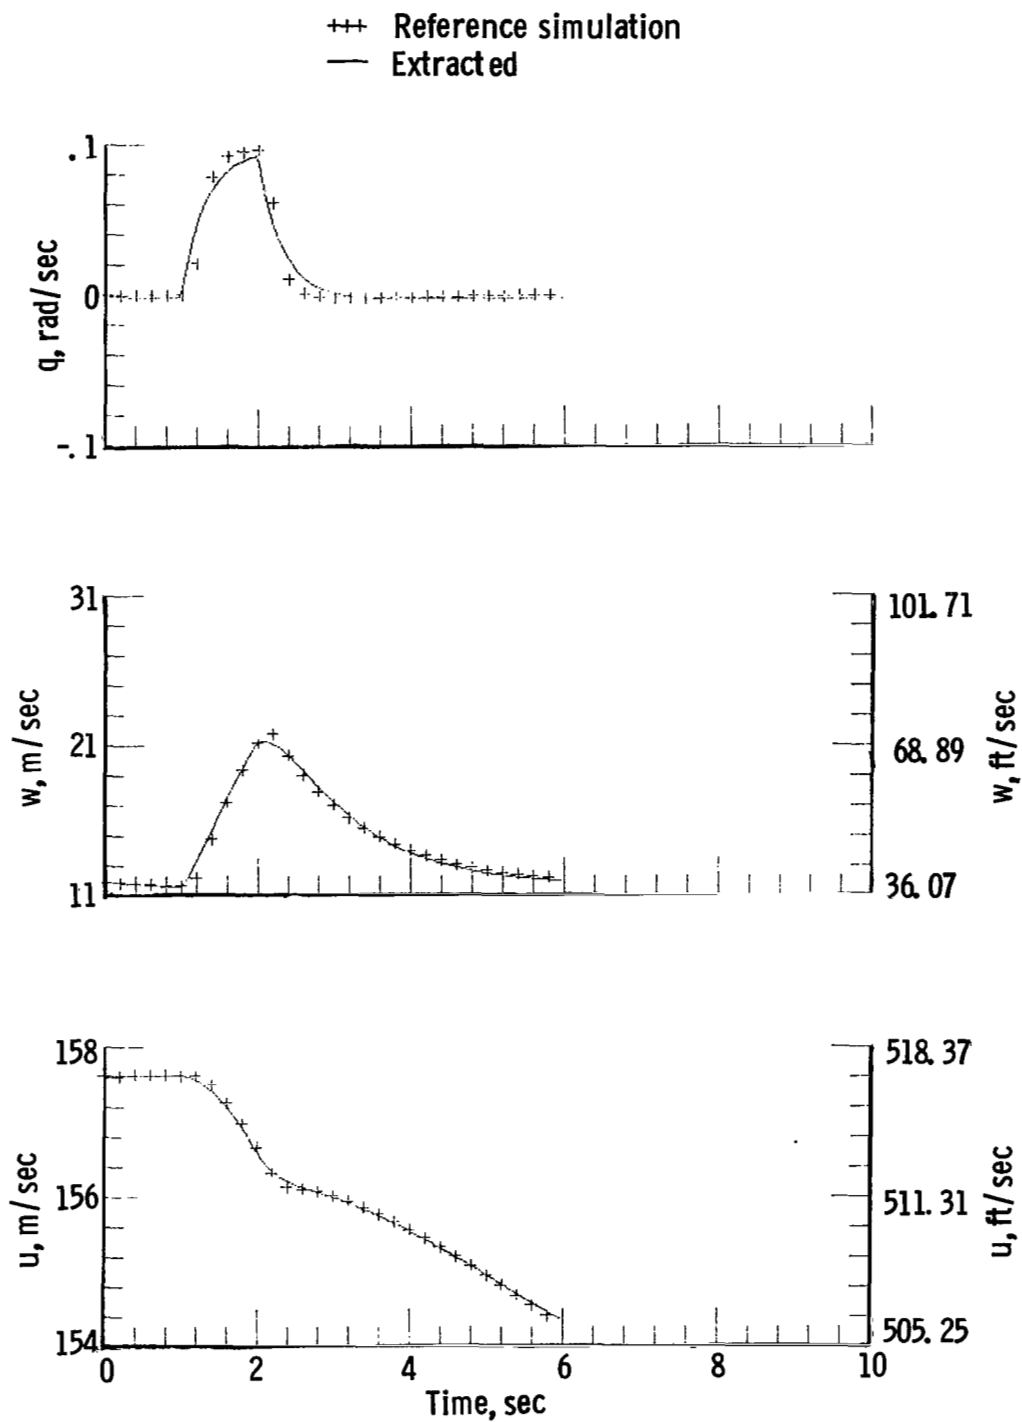 +++ Reference simulation
— Extracted
.1
0
-.1
q, rad/sec
31
21
11
w, m/sec
101.71
68.89
36.07
w, ft/sec
158
156
154
u, m/sec
518.37
511.31
505.25
u, ft/sec
0 2 4 6 8 10
Time, sec